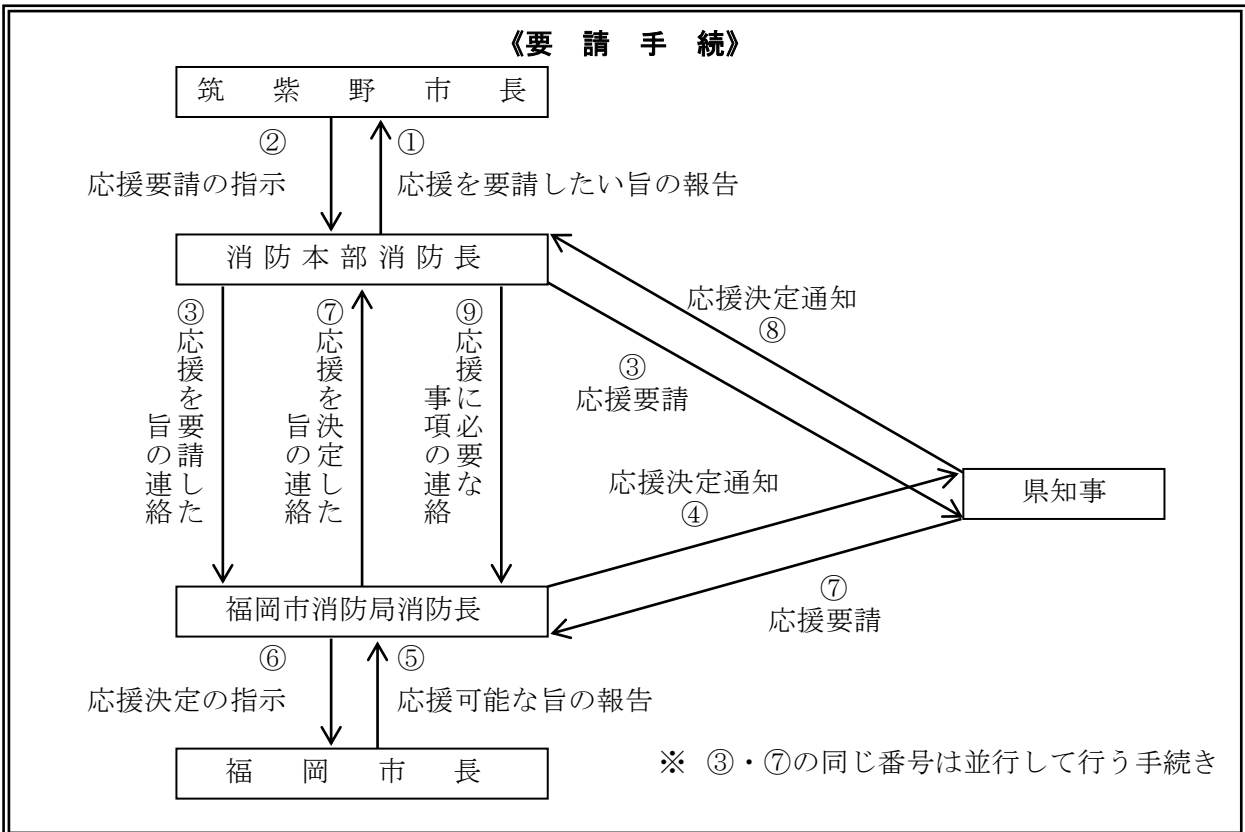 《要請手続》
筑紫野市長
②
①
応援要請の指示
応援を要請したい旨の報告
消防本部消防長
③応援を要請した
旨の連絡
⑦応援を決定した
旨の連絡
⑨応援に必要な
事項の連絡
応援決定通知
⑧
③
応援要請
応援決定通知
④
県知事
⑦
応援要請
福岡市消防局消防長
⑥
⑤
応援決定の指示
応援可能な旨の報告
福岡市長
※ ③・⑦の同じ番号は並行して行う手続き